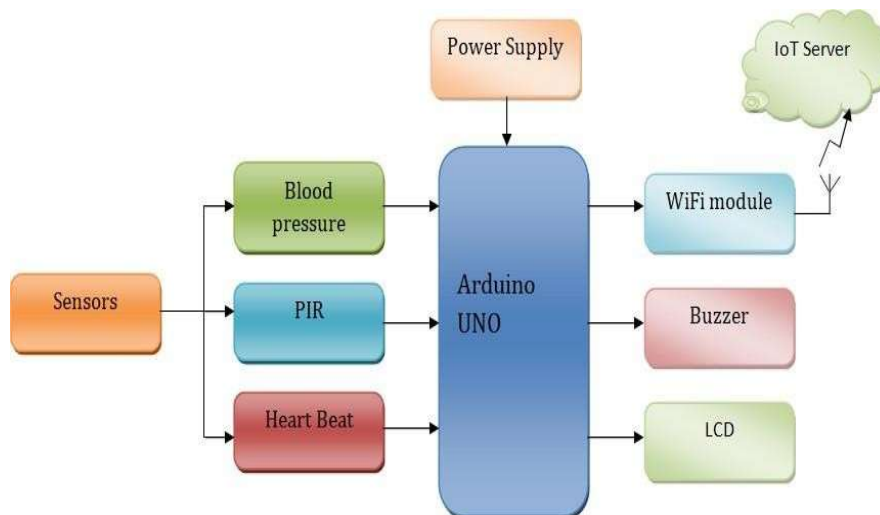 Power Supply
IoT Server
Blood
pressure
WiFi module
Sensors
PIR
Arduino
UNO
Buzzer
Heart Beat
LCD